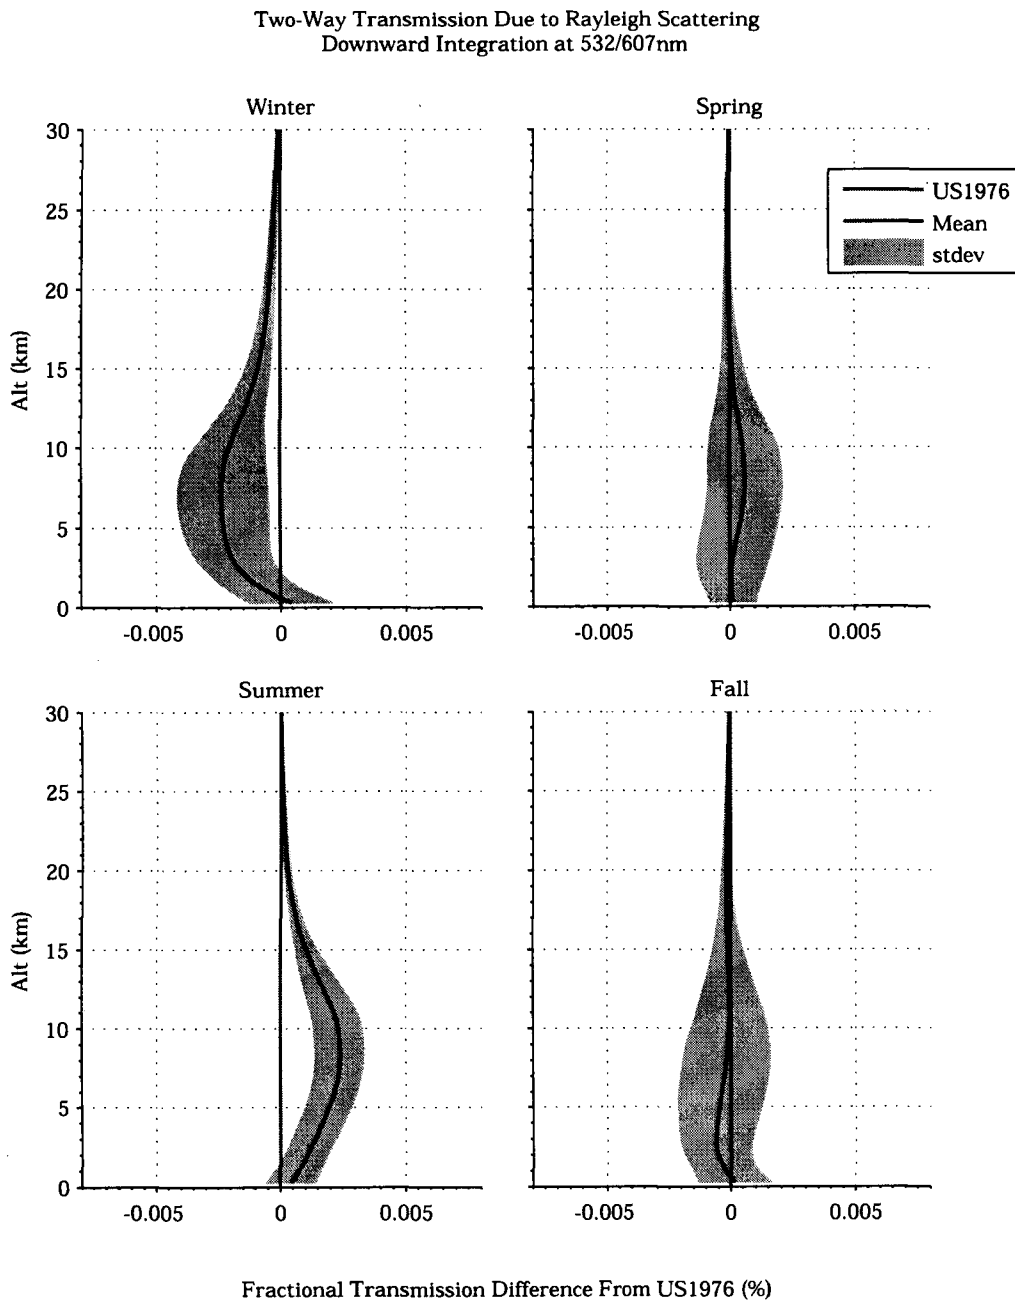 Two-Way Transmission Due to Rayleigh Scattering
Downward Integration at 532/607nm
Winter
30
25
20
15
10
5
0
Alt (km)
-0.005 0 0.005
Spring
US1976
Mean
stdev
-0.005 0 0.005
Summer
30
25
20
15
10
5
0
Alt (km)
-0.005 0 0.005
Fall
-0.005 0 0.005
Fractional Transmission Difference From US1976 (%)